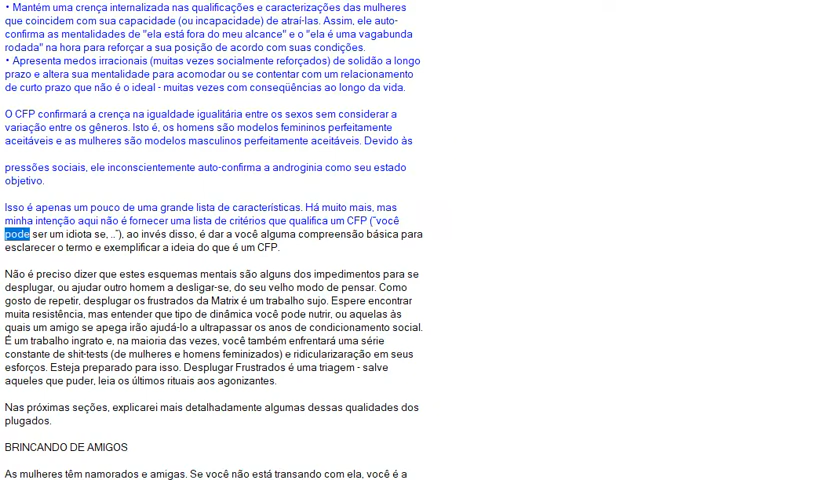 • Mantém uma crença internalizada nas qualificações e caracterizações das mulheres
que coincidem com sua capacidade (ou incapacidade) de atraí-las. Assim, ele auto-
confirma as mentalidades de "ela está fora do meu alcance" e o "ela é uma vagabunda
rodada" na hora para reforçar a sua posição de acordo com suas condições.
• Apresenta medos irracionais (muitas vezes socialmente reforçados) de solidão a longo
prazo e altera sua mentalidade para acomodar ou se contentar com um relacionamento
de curto prazo que não é o ideal - muitas vezes com conseqüências ao longo da vida.
O CFP confirmará a crença na igualdade igualitária entre os sexos sem considerar a
variação entre os gêneros. Isto é, os homens são modelos femininos perfeitamente
aceitáveis e as mulheres são modelos masculinos perfeitamente aceitáveis. Devido às
pressões sociais, ele inconscientemente auto-confirma a androginia como seu estado
objetivo.
Isso é apenas um pouco de uma grande lista de características. Há muito mais, mas
minha intenção aqui não é fornecer uma lista de critérios que qualifica um CFP ("você
pode ser um idiota se, .."), ao invés disso, é dar a você alguma compreensão básica para
esclarecer o termo e exemplificar a ideia do que é um CFP.
Não é preciso dizer que estes esquemas mentais são alguns dos impedimentos para se
desplugar, ou ajudar outro homem a desligar-se, do seu velho modo de pensar. Como
gosto de repetir, desplugar os frustrados da Matrix é um trabalho sujo. Espere encontrar
muita resistência, mas entender que tipo de dinâmica você pode nutrir, ou aquelas às
quais um amigo se apega irão ajudá-lo a ultrapassar os anos de condicionamento social.
É um trabalho ingrato e, na maioria das vezes, você também enfrentará uma série
constante de shit-tests (de mulheres e homens feminizados) e ridicularizaração em seus
esforços. Esteja preparado para isso. Desplugar Frustrados é uma triagem - salve
aqueles que puder, leia os últimos rituais aos agonizantes.
Nas próximas seções, explicarei mais detalhadamente algumas dessas qualidades dos
plugados.
BRINCANDO DE AMIGOS
As mulheres têm namorados e amigas. Se você não está transando com ela, você é a